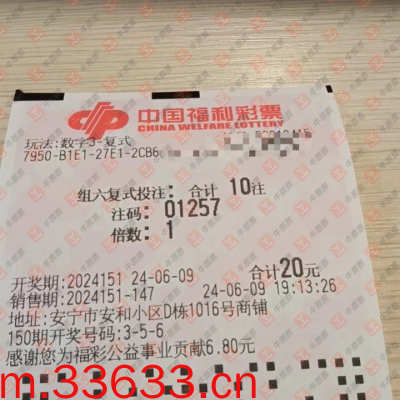 中国福利彩票
CHINA WELFARE LOTTERY
玩法:数字3-复式
7950-B1E1-27E1-2CB6
组六复式投注: 合计 10注
注码: 01257
倍数: 1
开奖期:2024151 24-06-09 合计20元
销售期:2024151-147 24-06-09 19:13:26
地址:安宁市安和小区D栋1016号商铺
150期开奖号码:3-5-6
感谢您为福彩公益事业贡献6.80元
m.33633.cn